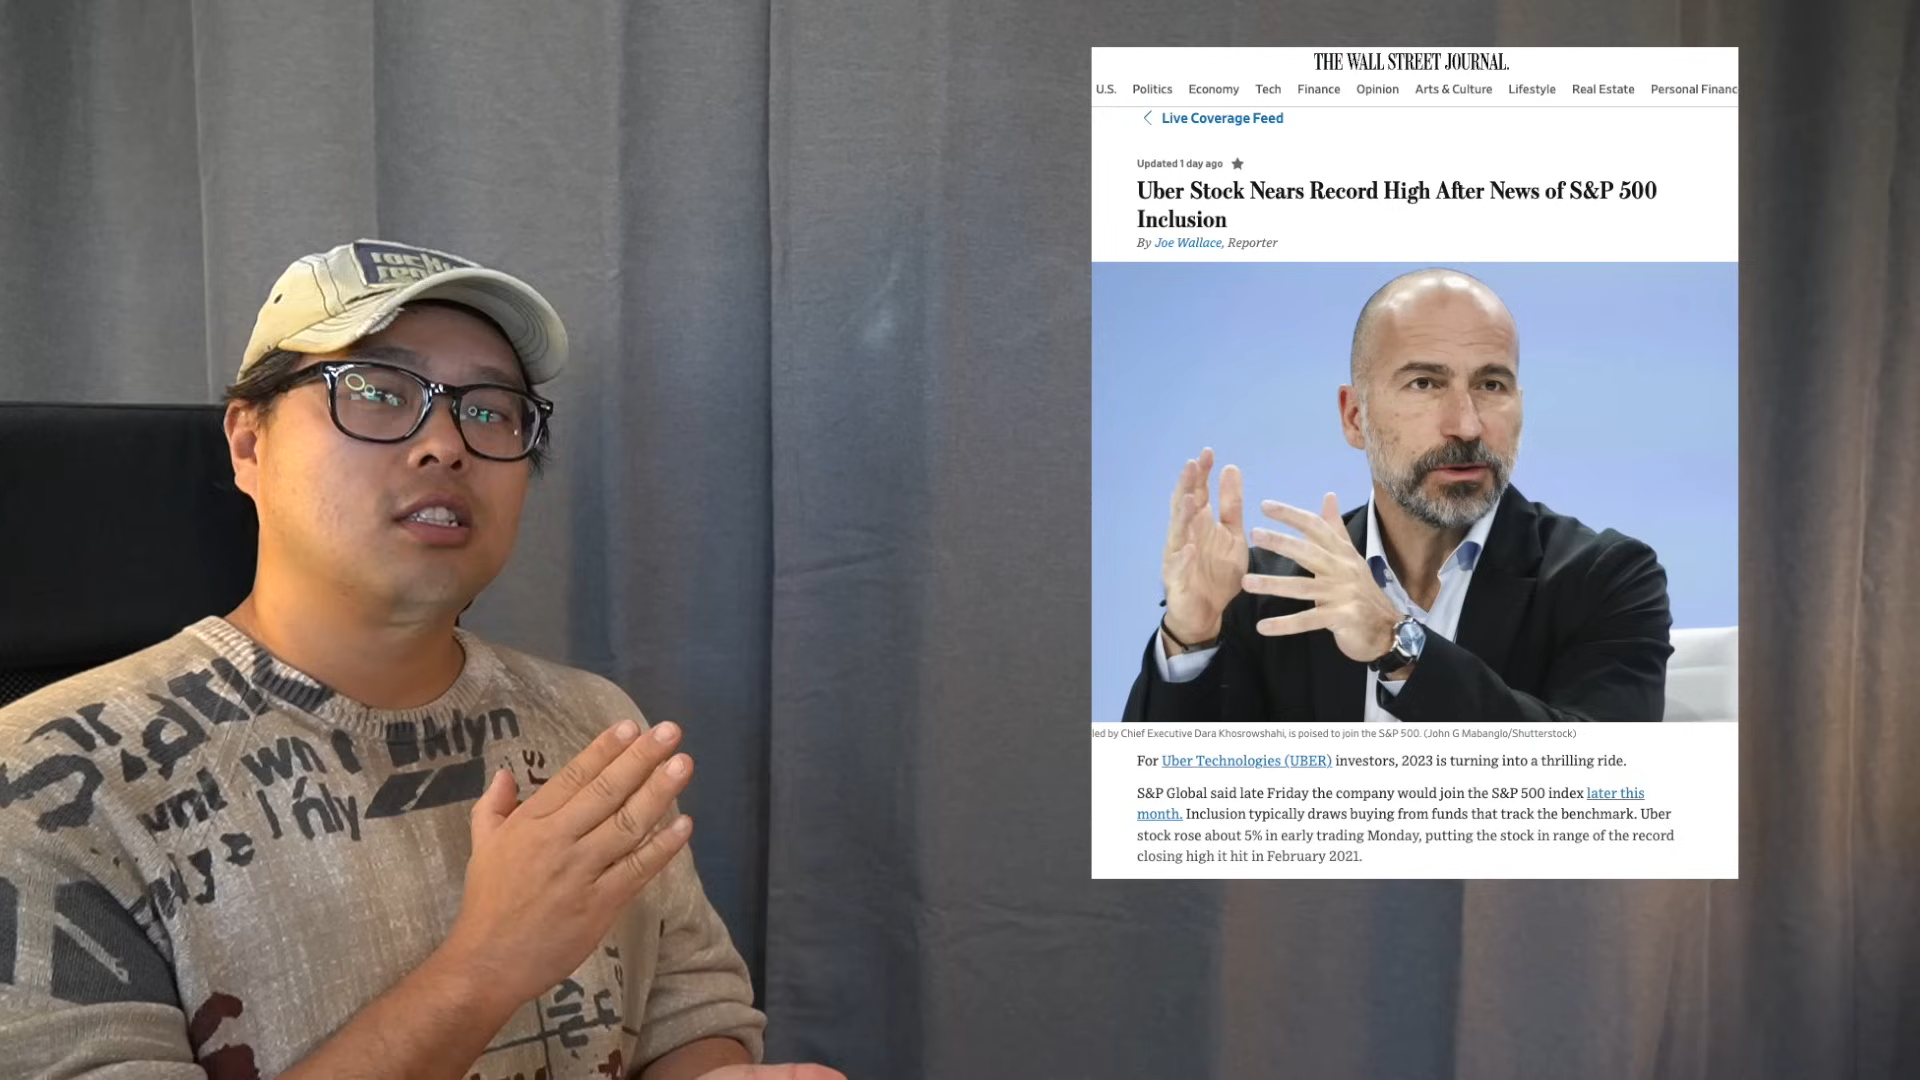 THE WALL STREET JOURNAL.
U.S. Politics Economy Tech Finance Opinion Arts & Culture Lifestyle Real Estate Personal Financ
Live Coverage Feed
Updated 1 day ago
Uber Stock Nears Record High After News of S&P 500
Inclusion
By Joe Wallace, Reporter
led by Chief Executive Dara Khosrowshahi, is poised to join the S&P 500. (John G Mabanglo/Shutterstock)
For Uber Technologies (UBER) investors, 2023 is turning into a thrilling ride.
S&P Global said late Friday the company would join the S&P 500 index later this
month. Inclusion typically draws buying from funds that track the benchmark. Uber
stock rose about 5% in early trading Monday, putting the stock in range of the record
closing high it hit in February 2021.